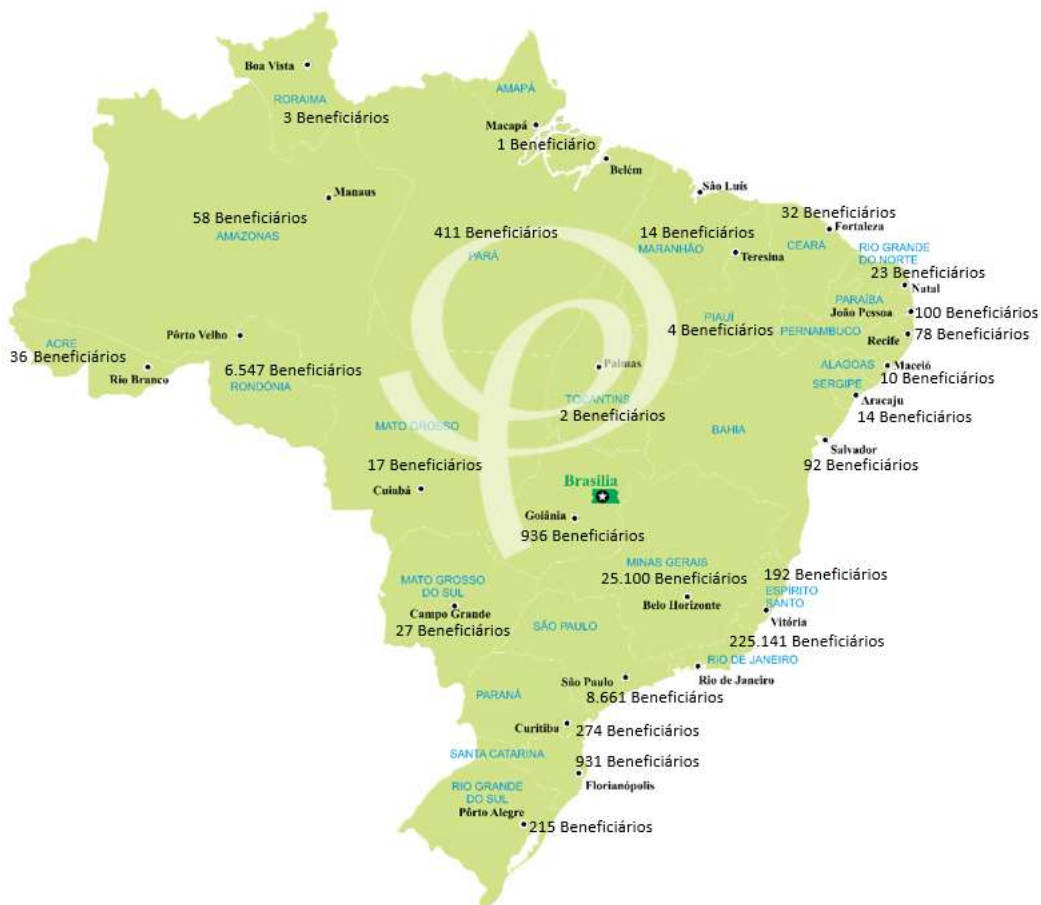 Boa Vista
RORAIMA
3 Beneficiários
AMAPÁ
Macapá
1 Beneficiário
Belém
Manaus
58 Beneficiários
AMAZONAS
411 Beneficiários
PARÁ
São Luís
14 Beneficiários
MARANHÃO
Teresina
32 Beneficiários
Fortaleza
CEARÁ
RIO GRANDE
DO NORTE
23 Beneficiários
Natal
PARAÍBA
João Pessoa
100 Beneficiários
PIAUÍ
4 Beneficiários
PERNAMBUCO
Recife
78 Beneficiários
ACRE
36 Beneficiários
Rio Branco
Pôrto Velho
6.547 Beneficiários
RONDÔNIA
Palmas
TOCANTINS
2 Beneficiários
ALAGOAS
Maceió
10 Beneficiários
SERGIPE
Aracaju
14 Beneficiários
BAHIA
Salvador
92 Beneficiários
MATO GROSSO
17 Beneficiários
Cuiabá
Brasilia
Goiânia
936 Beneficiários
MINAS GERAIS
25.100 Beneficiários
Belo Horizonte
192 Beneficiários
ESPÍRITO
SANTO
Vitória
MATO GROSSO
DO SUL
Campo Grande
27 Beneficiários
SÃO PAULO
225.141 Beneficiários
RIO DE JANEIRO
Rio de Janeiro
São Paulo
8.661 Beneficiários
PARANÁ
Curitiba
274 Beneficiários
SANTA CATARINA
931 Beneficiários
Florianópolis
RIO GRANDE
DO SUL
Pôrto Alegre
215 Beneficiários